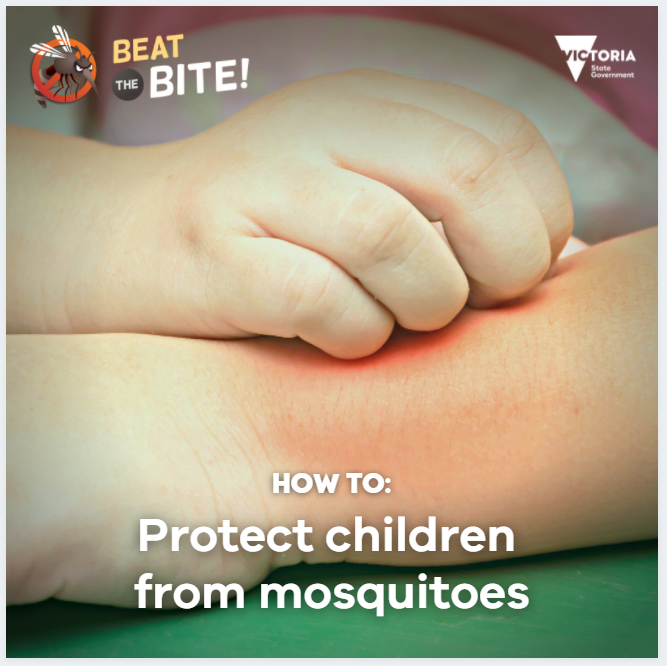 BEAT
THE BITE!
VICTORIA
State
Government
HOW TO:
Protect children
from mosquitoes